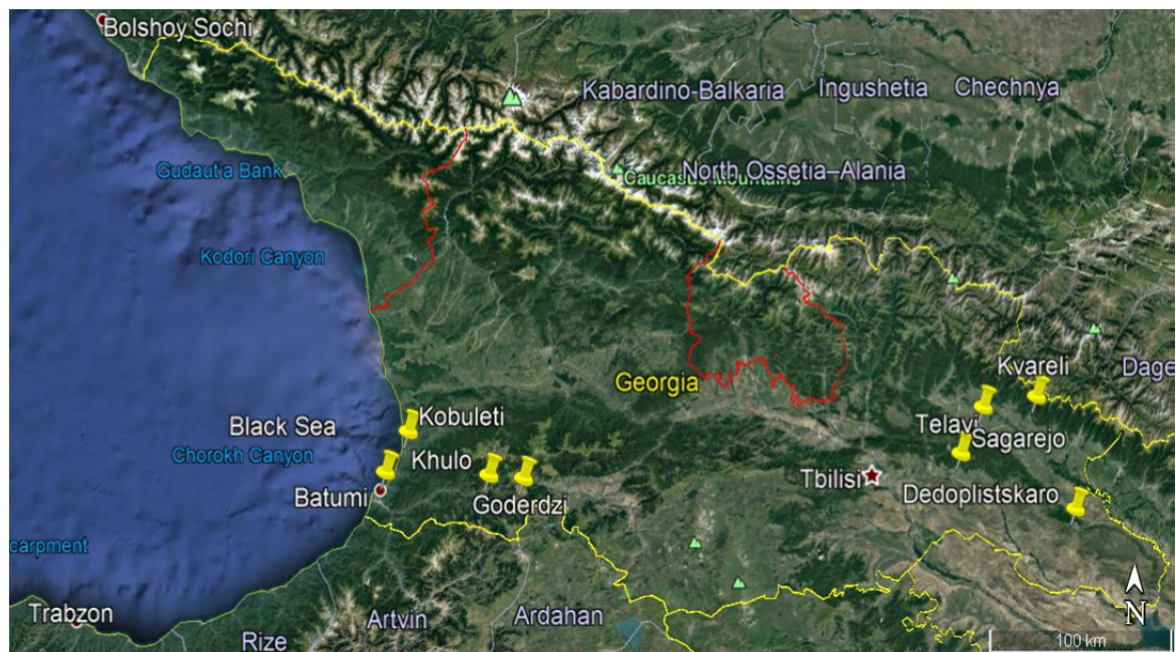 Bolshoy Sochi
Kabardino-Balkaria
Ingushetia
Chechnya
Gudaut'a Bank
North Ossetia–Alania
Caucasus Mountains
Kodori Canyon
Georgia
Kvareli
Dage
Telavi
Kobuleti
Black Sea
Sagarejo
Chorokh Canyon
Khulo
Tbilisi
Batumi
Goderdzi
Dedoplistskaro
carpment
Trabzon
Artvin
Ardahan
Rize
N
100 km